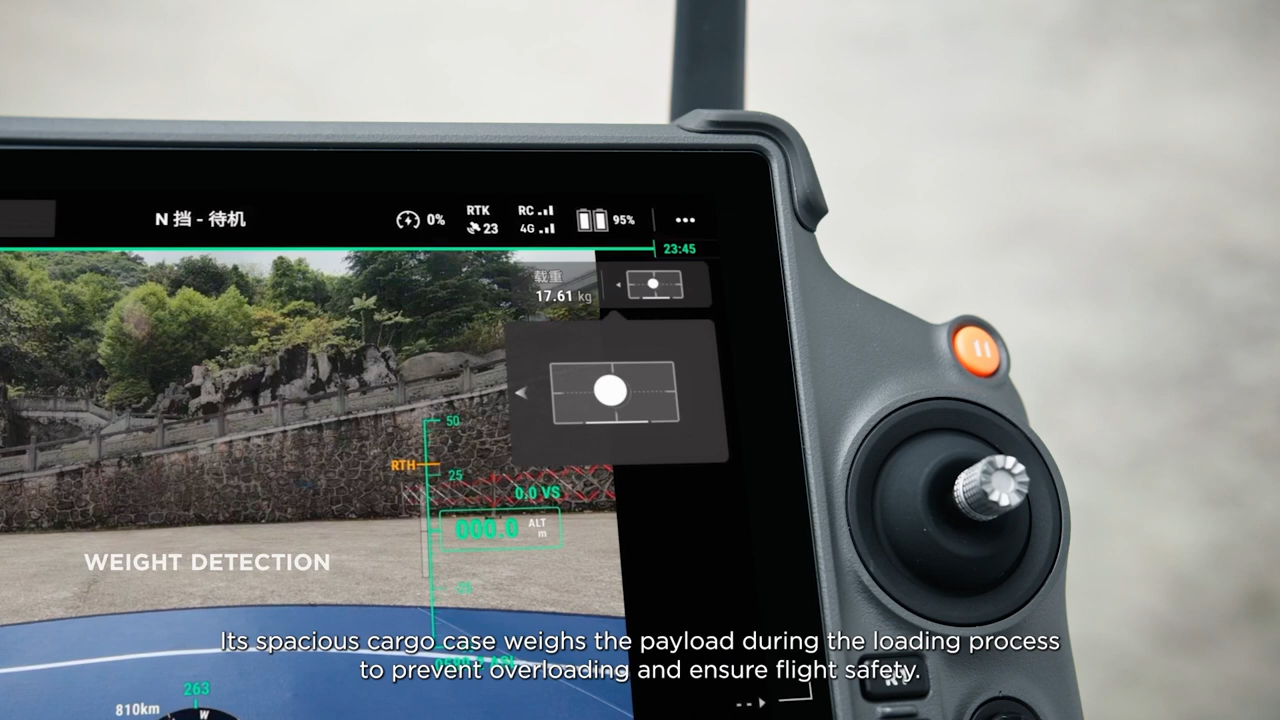 N 挡 - 待机
0%
RTK
23
RC
4G
95%
23:45
载重
17.61 kg
50
RTH
25
0.0 VS
000.0 ALT m
WEIGHT DETECTION
Its spacious cargo case weighs the payload during the loading process
to prevent overloading and ensure flight safety.
263
810km
W